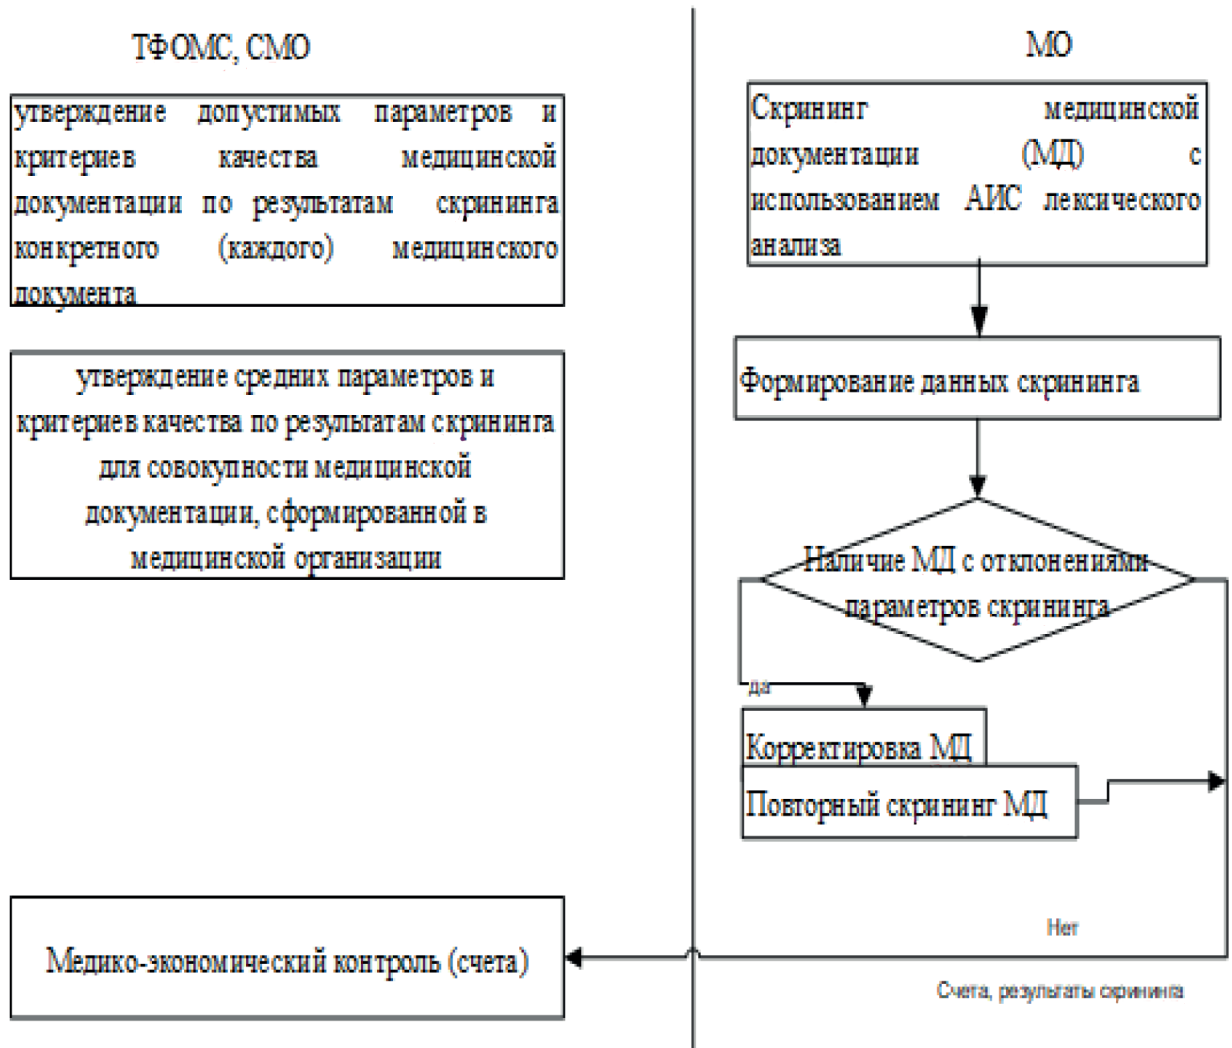 ТФОМС, СМО
утверждение допустимых параметров и
критериев качества медицинской
документации по результатам скрининга
конкретного (каждого) медицинского
документа
утверждение средних параметров и
критериев качества по результатам скрининга
для совокупности медицинской
документации, сформированной в
медицинской организации
Медико-экономический контроль (счета)
МО
Скрининг медицинской
документации (МД) с
использованием АИС лексического
анализа
Формирование данных скрининга
Наличие МД с отклонениями
параметров скрининга
да
Корректировка МД
Повторный скрининг МД
Нет
Счета, результаты скрининга